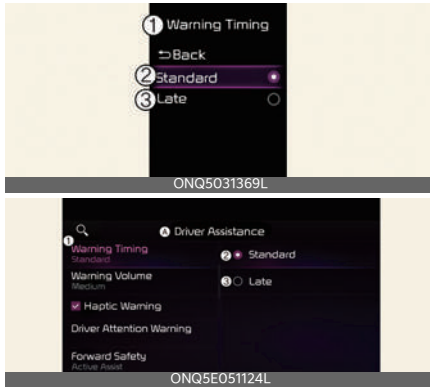 ① Warning Timing
⮌Back
② Standard
③ Late
ONQ5031369L
Ⓐ Driver Assistance
① Warning Timing
Standard
② Standard
Warning Volume
Medium
③ Late
Haptic Warning
Driver Attention Warning
Forward Safety
Active Assist
ONQ5E051124L